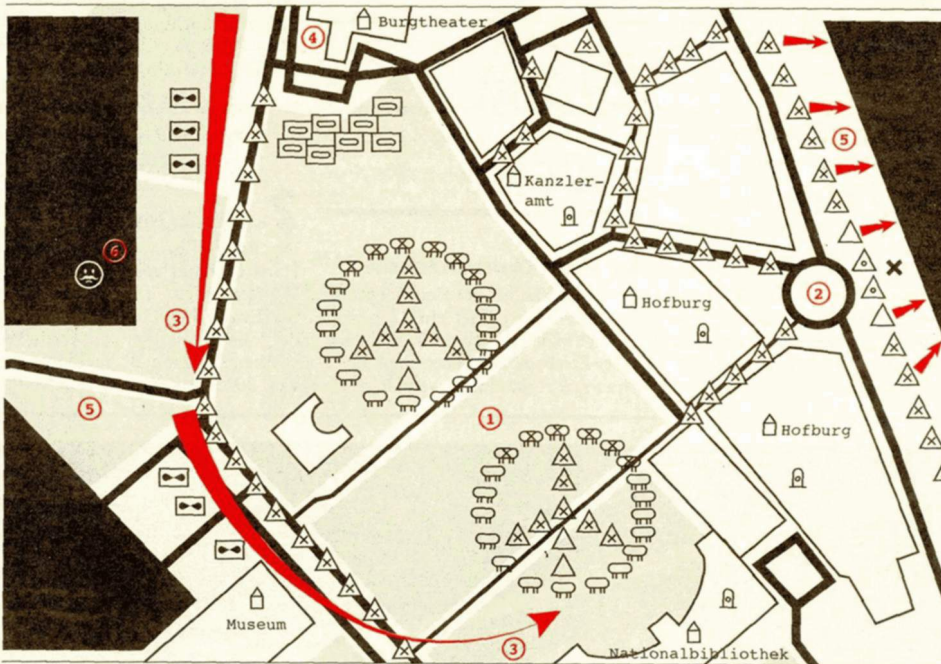 Burgtheater
④
⑤
Kanzler-
amt
⑥
②
Hofburg
③
⑤
①
Hofburg
Museum
③
Nationalbibliothek